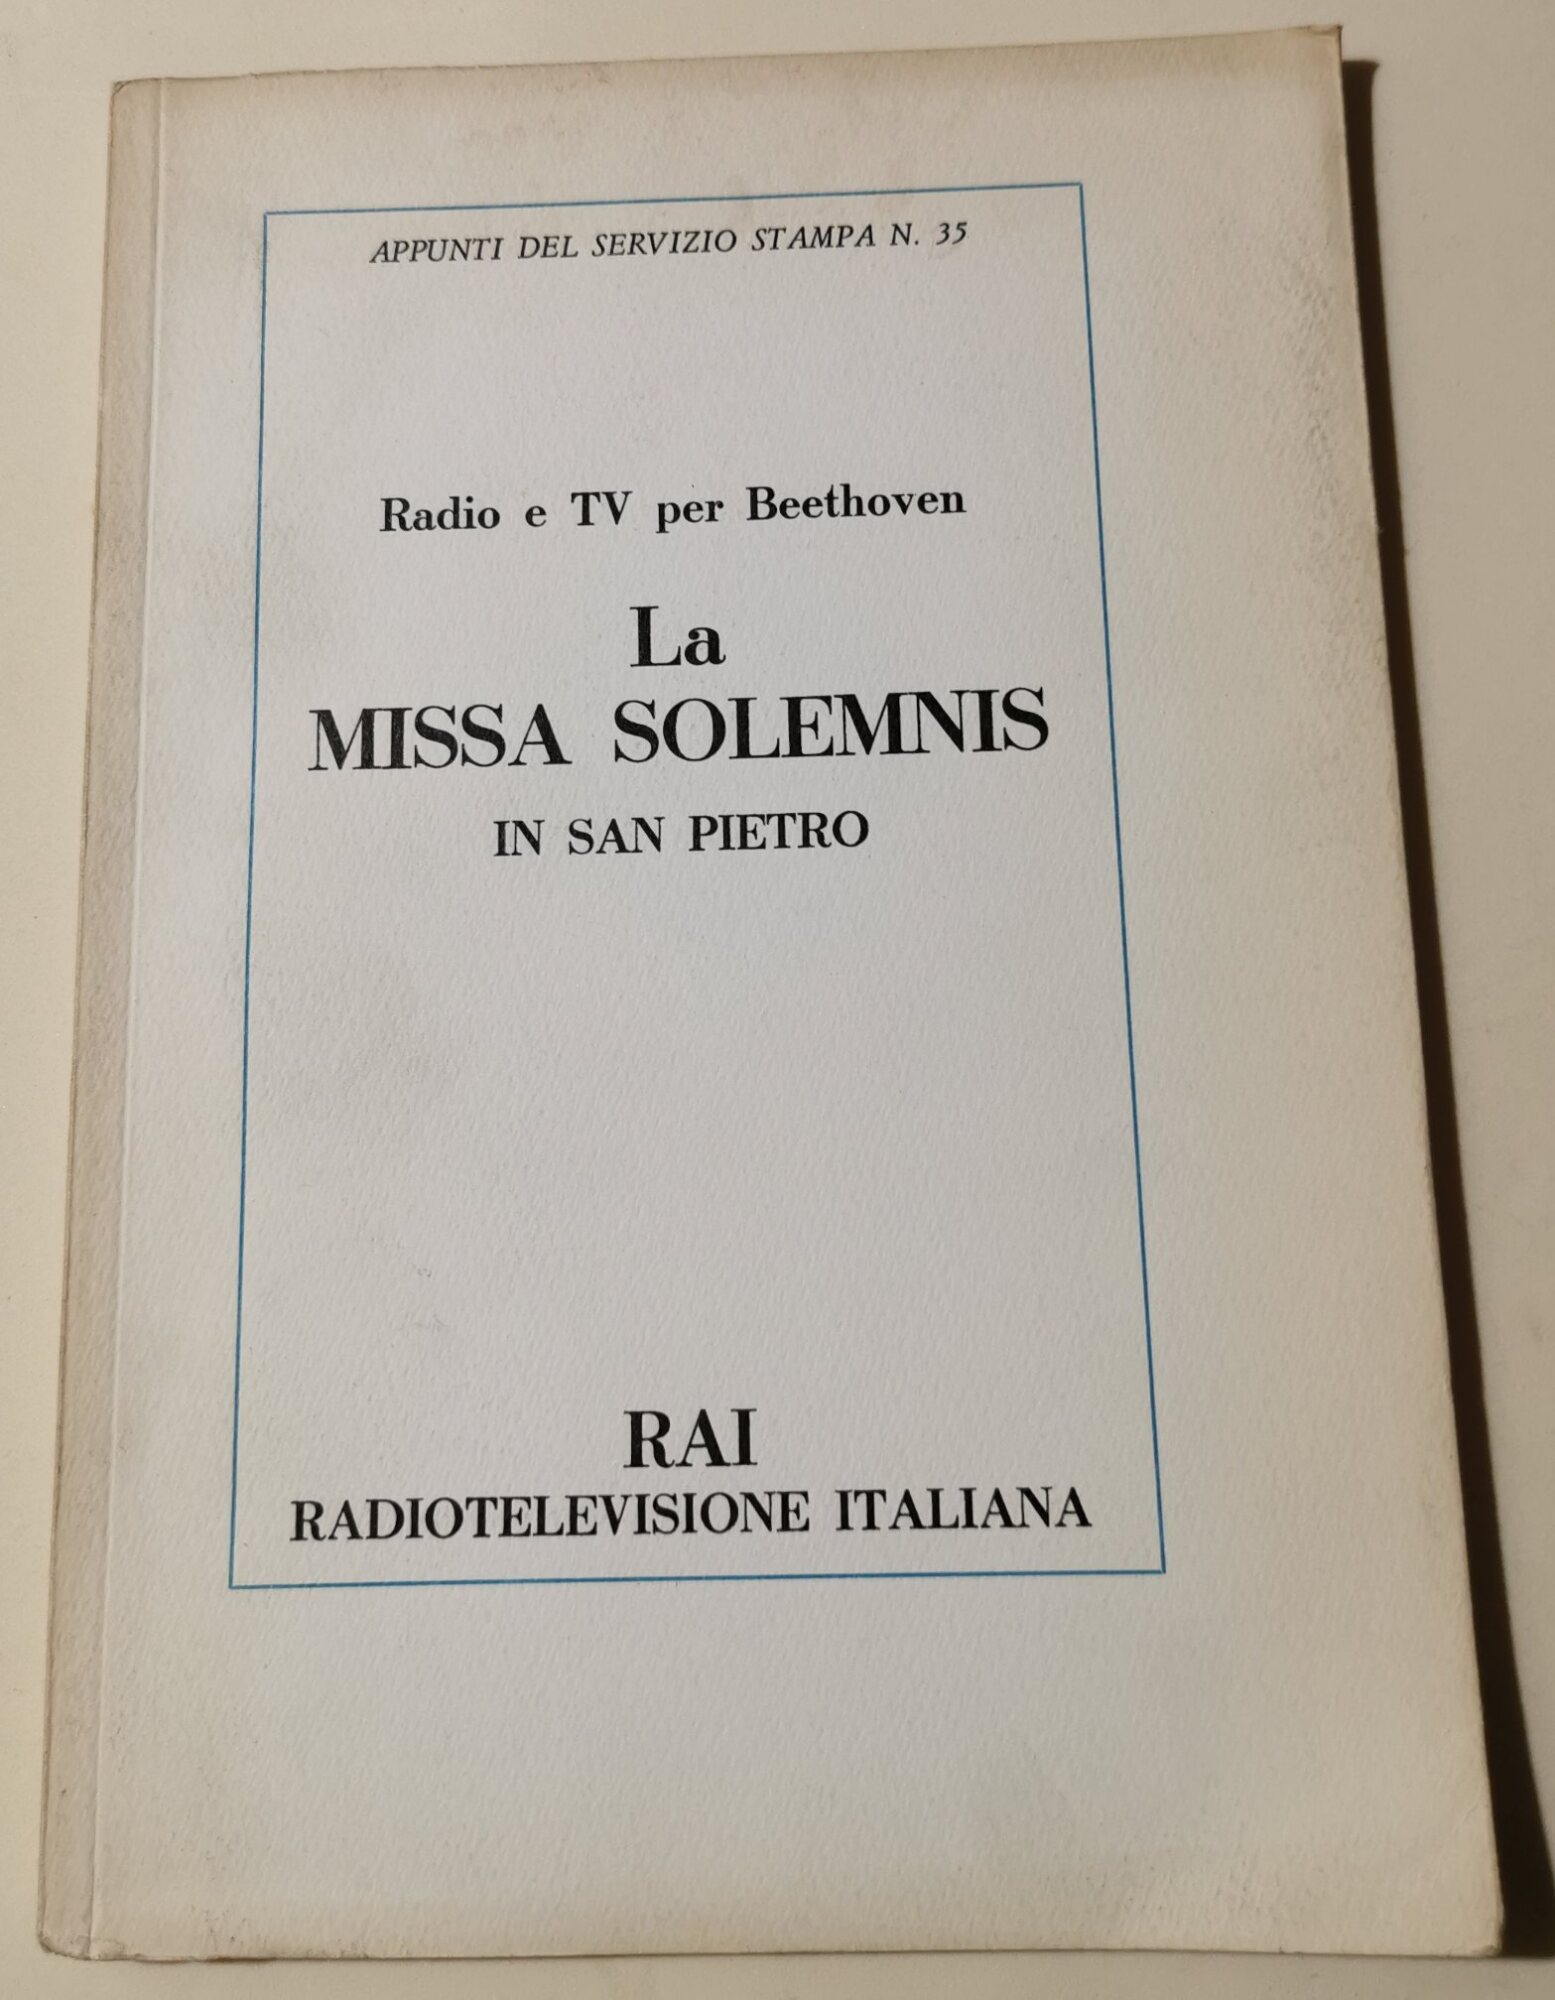 APPUNTI DEL SERVIZIO STAMPA N. 35
Radio e TV per Beethoven
La
MISSA SOLEMNIS
IN SAN PIETRO
RAI
RADIOTELEVISIONE ITALIANA